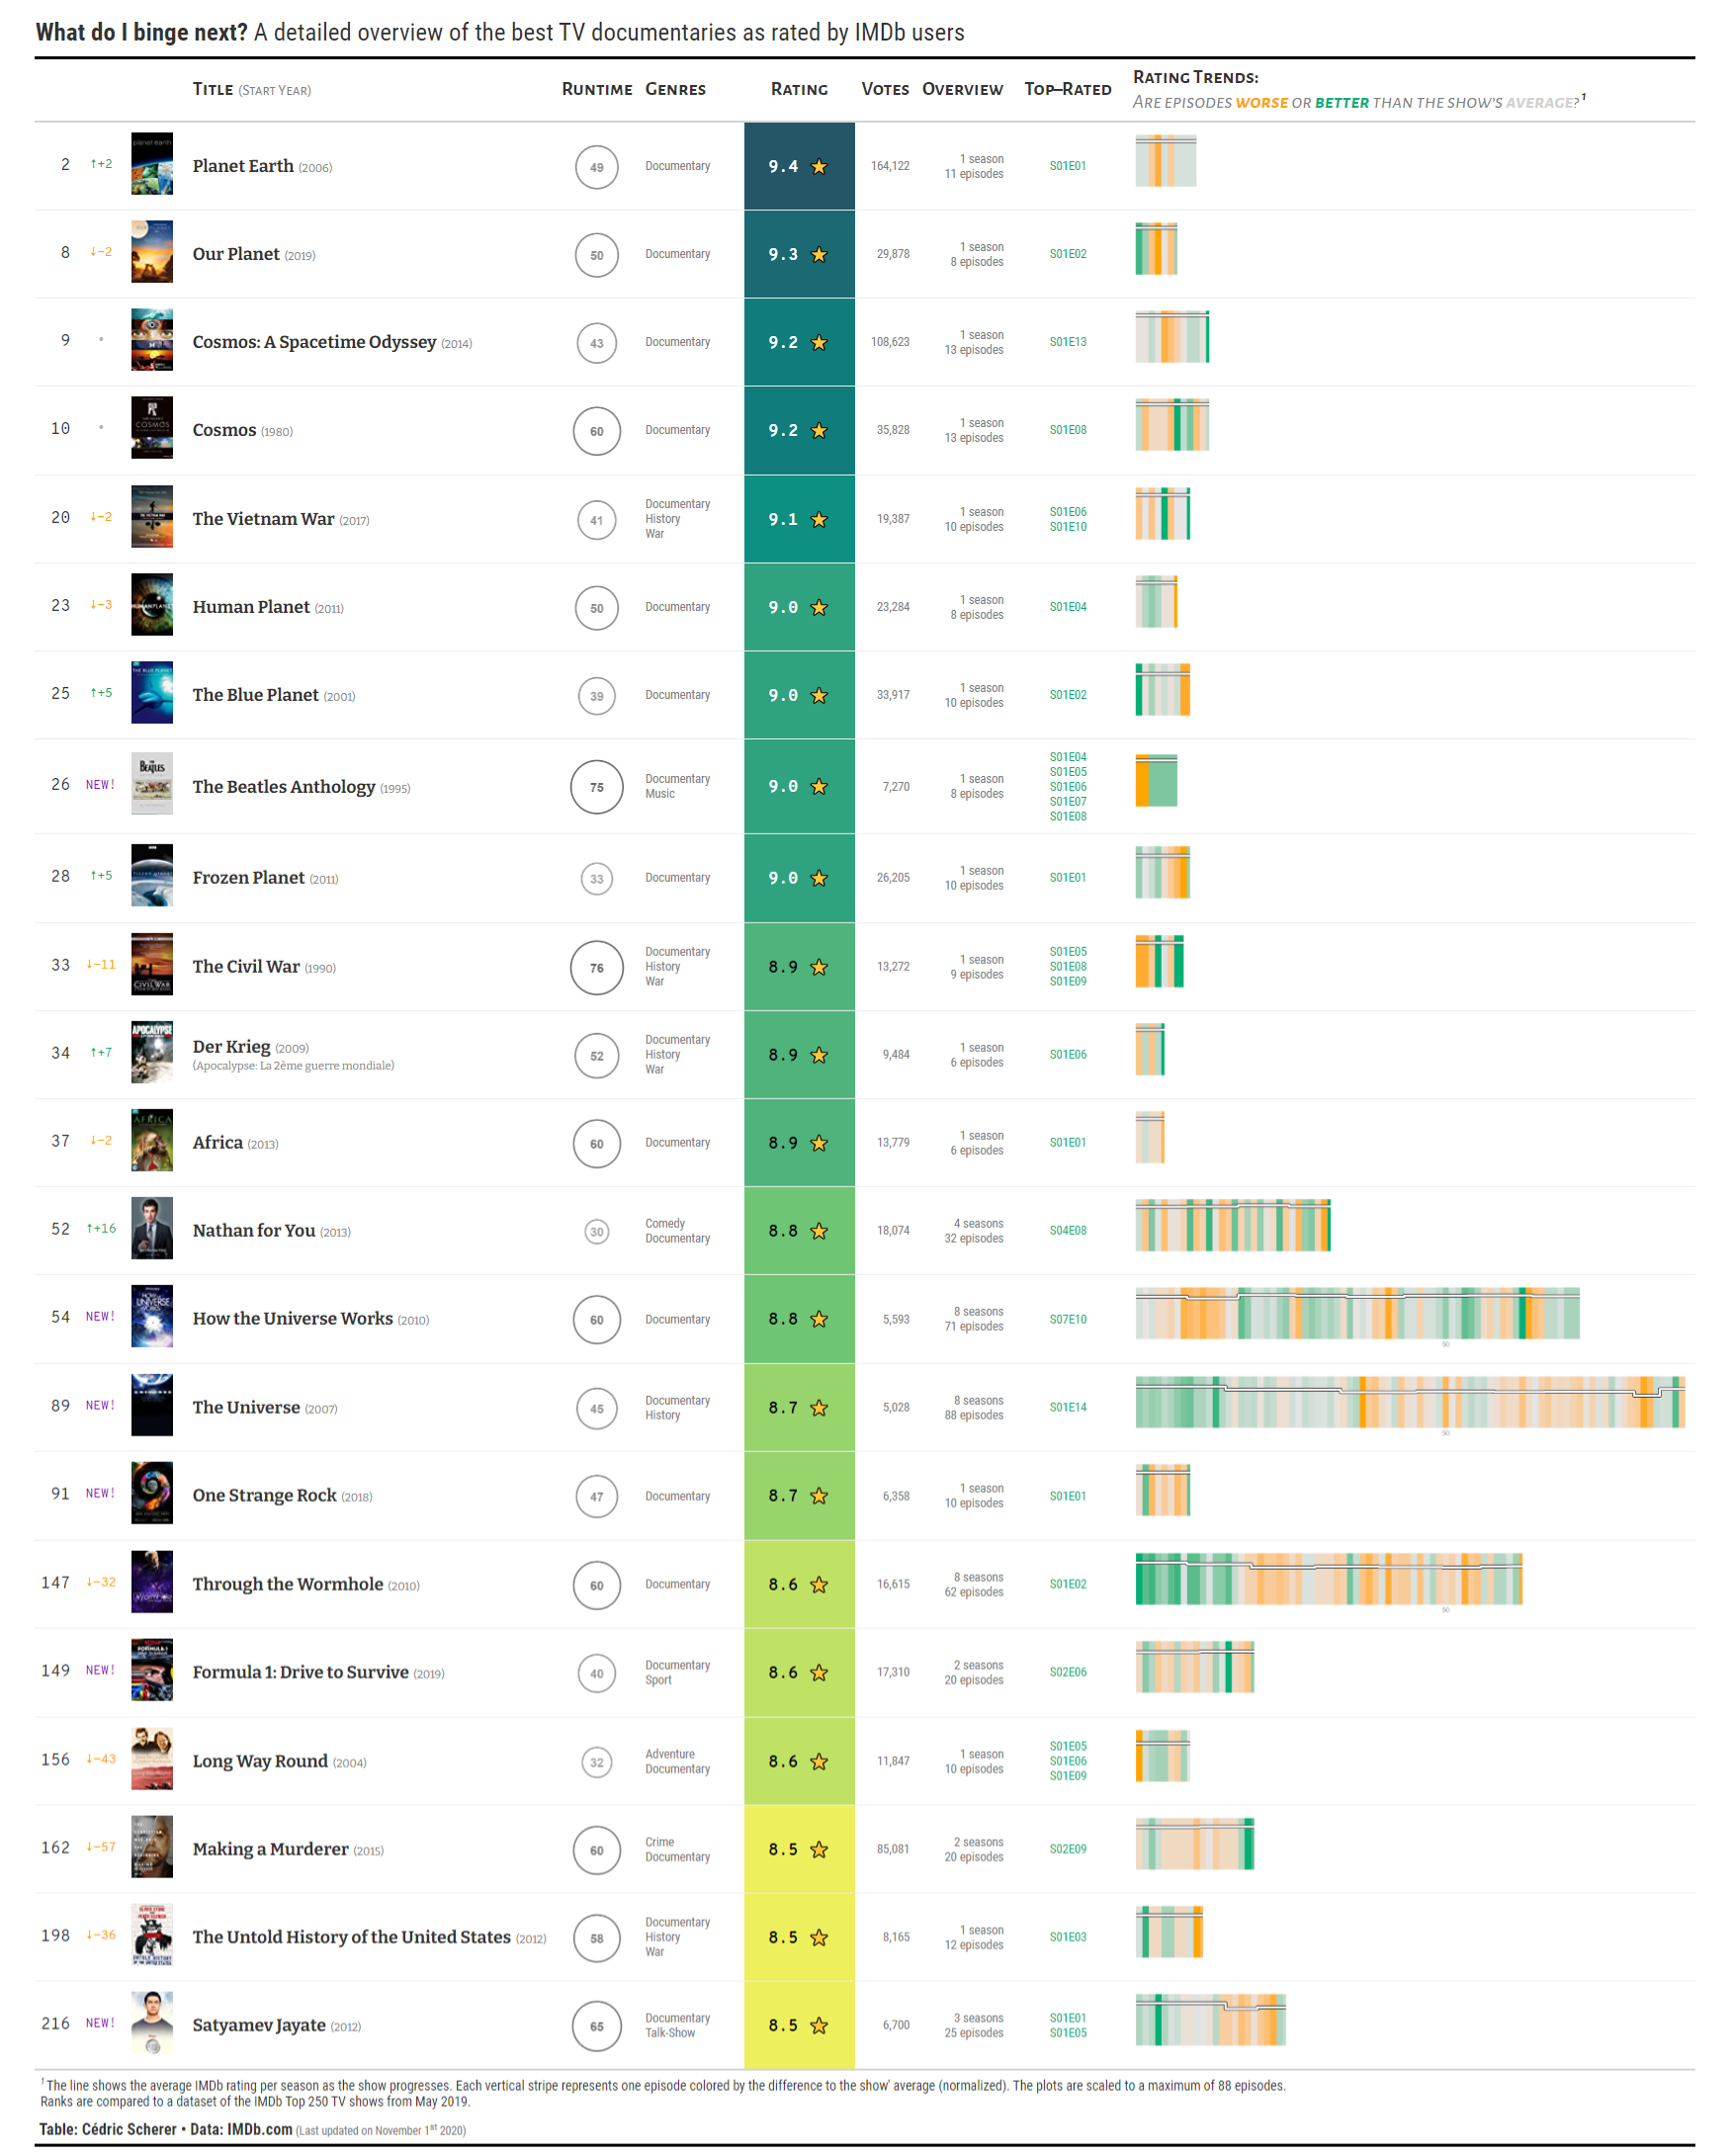 What do I binge next? A detailed overview of the best TV documentaries as rated by IMDb users
TITLE (START YEAR) RUNTIME GENRES RATING VOTES OVERVIEW TOP–RATED RATING TRENDS:
ARE EPISODES WORSE OR BETTER THAN THE SHOW'S AVERAGE?¹
2 ↑+2 Planet Earth (2006) 49 Documentary 9.4 164,122 1 season 11 episodes S01E01
8 ↓−2 Our Planet (2019) 50 Documentary 9.3 29,878 1 season 8 episodes S01E02
9 • Cosmos: A Spacetime Odyssey (2014) 43 Documentary 9.2 108,623 1 season 13 episodes S01E13
10 • Cosmos (1980) 60 Documentary 9.2 35,828 1 season 13 episodes S01E08
20 ↓−2 The Vietnam War (2017) 41 Documentary History War 9.1 19,387 1 season 10 episodes S01E06 S01E10
23 ↓−3 Human Planet (2011) 50 Documentary 9.0 23,284 1 season 8 episodes S01E04
25 ↑+5 The Blue Planet (2001) 39 Documentary 9.0 33,917 1 season 10 episodes S01E02
26 NEW! The Beatles Anthology (1995) 75 Documentary Music 9.0 7,270 1 season 8 episodes S01E04 S01E05 S01E06 S01E07 S01E08
28 ↑+5 Frozen Planet (2011) 33 Documentary 9.0 26,205 1 season 10 episodes S01E01
33 ↓−11 The Civil War (1990) 76 Documentary History War 8.9 13,272 1 season 9 episodes S01E05 S01E08 S01E09
34 ↑+7 Der Krieg (2009) (Apocalypse: La 2ème guerre mondiale) 52 Documentary History War 8.9 9,484 1 season 6 episodes S01E06
37 ↓−2 Africa (2013) 60 Documentary 8.9 13,779 1 season 6 episodes S01E01
52 ↑+16 Nathan for You (2013) 30 Comedy Documentary 8.8 18,074 4 seasons 32 episodes S04E08
54 NEW! How the Universe Works (2010) 60 Documentary 8.8 5,593 8 seasons 71 episodes S07E10 50
89 NEW! The Universe (2007) 45 Documentary History 8.7 5,028 8 seasons 88 episodes S01E14 50
91 NEW! One Strange Rock (2018) 47 Documentary 8.7 6,358 1 season 10 episodes S01E01
147 ↓−32 Through the Wormhole (2010) 60 Documentary 8.6 16,615 8 seasons 62 episodes S01E02 50
149 NEW! Formula 1: Drive to Survive (2019) 40 Documentary Sport 8.6 17,310 2 seasons 20 episodes S02E06
156 ↓−43 Long Way Round (2004) 32 Adventure Documentary 8.6 11,847 1 season 10 episodes S01E05 S01E06 S01E09
162 ↓−57 Making a Murderer (2015) 60 Crime Documentary 8.5 85,081 2 seasons 20 episodes S02E09
198 ↓−36 The Untold History of the United States (2012) 58 Documentary History War 8.5 8,165 1 season 12 episodes S01E03
216 NEW! Satyamev Jayate (2012) 65 Documentary Talk-Show 8.5 6,700 3 seasons 25 episodes S01E01 S01E05
¹ The line shows the average IMDb rating per season as the show progresses. Each vertical stripe represents one episode colored by the difference to the show' average (normalized). The plots are scaled to a maximum of 88 episodes.
Ranks are compared to a dataset of the IMDb Top 250 TV shows from May 2019.
Table: Cédric Scherer • Data: IMDb.com (Last updated on November 1st 2020)